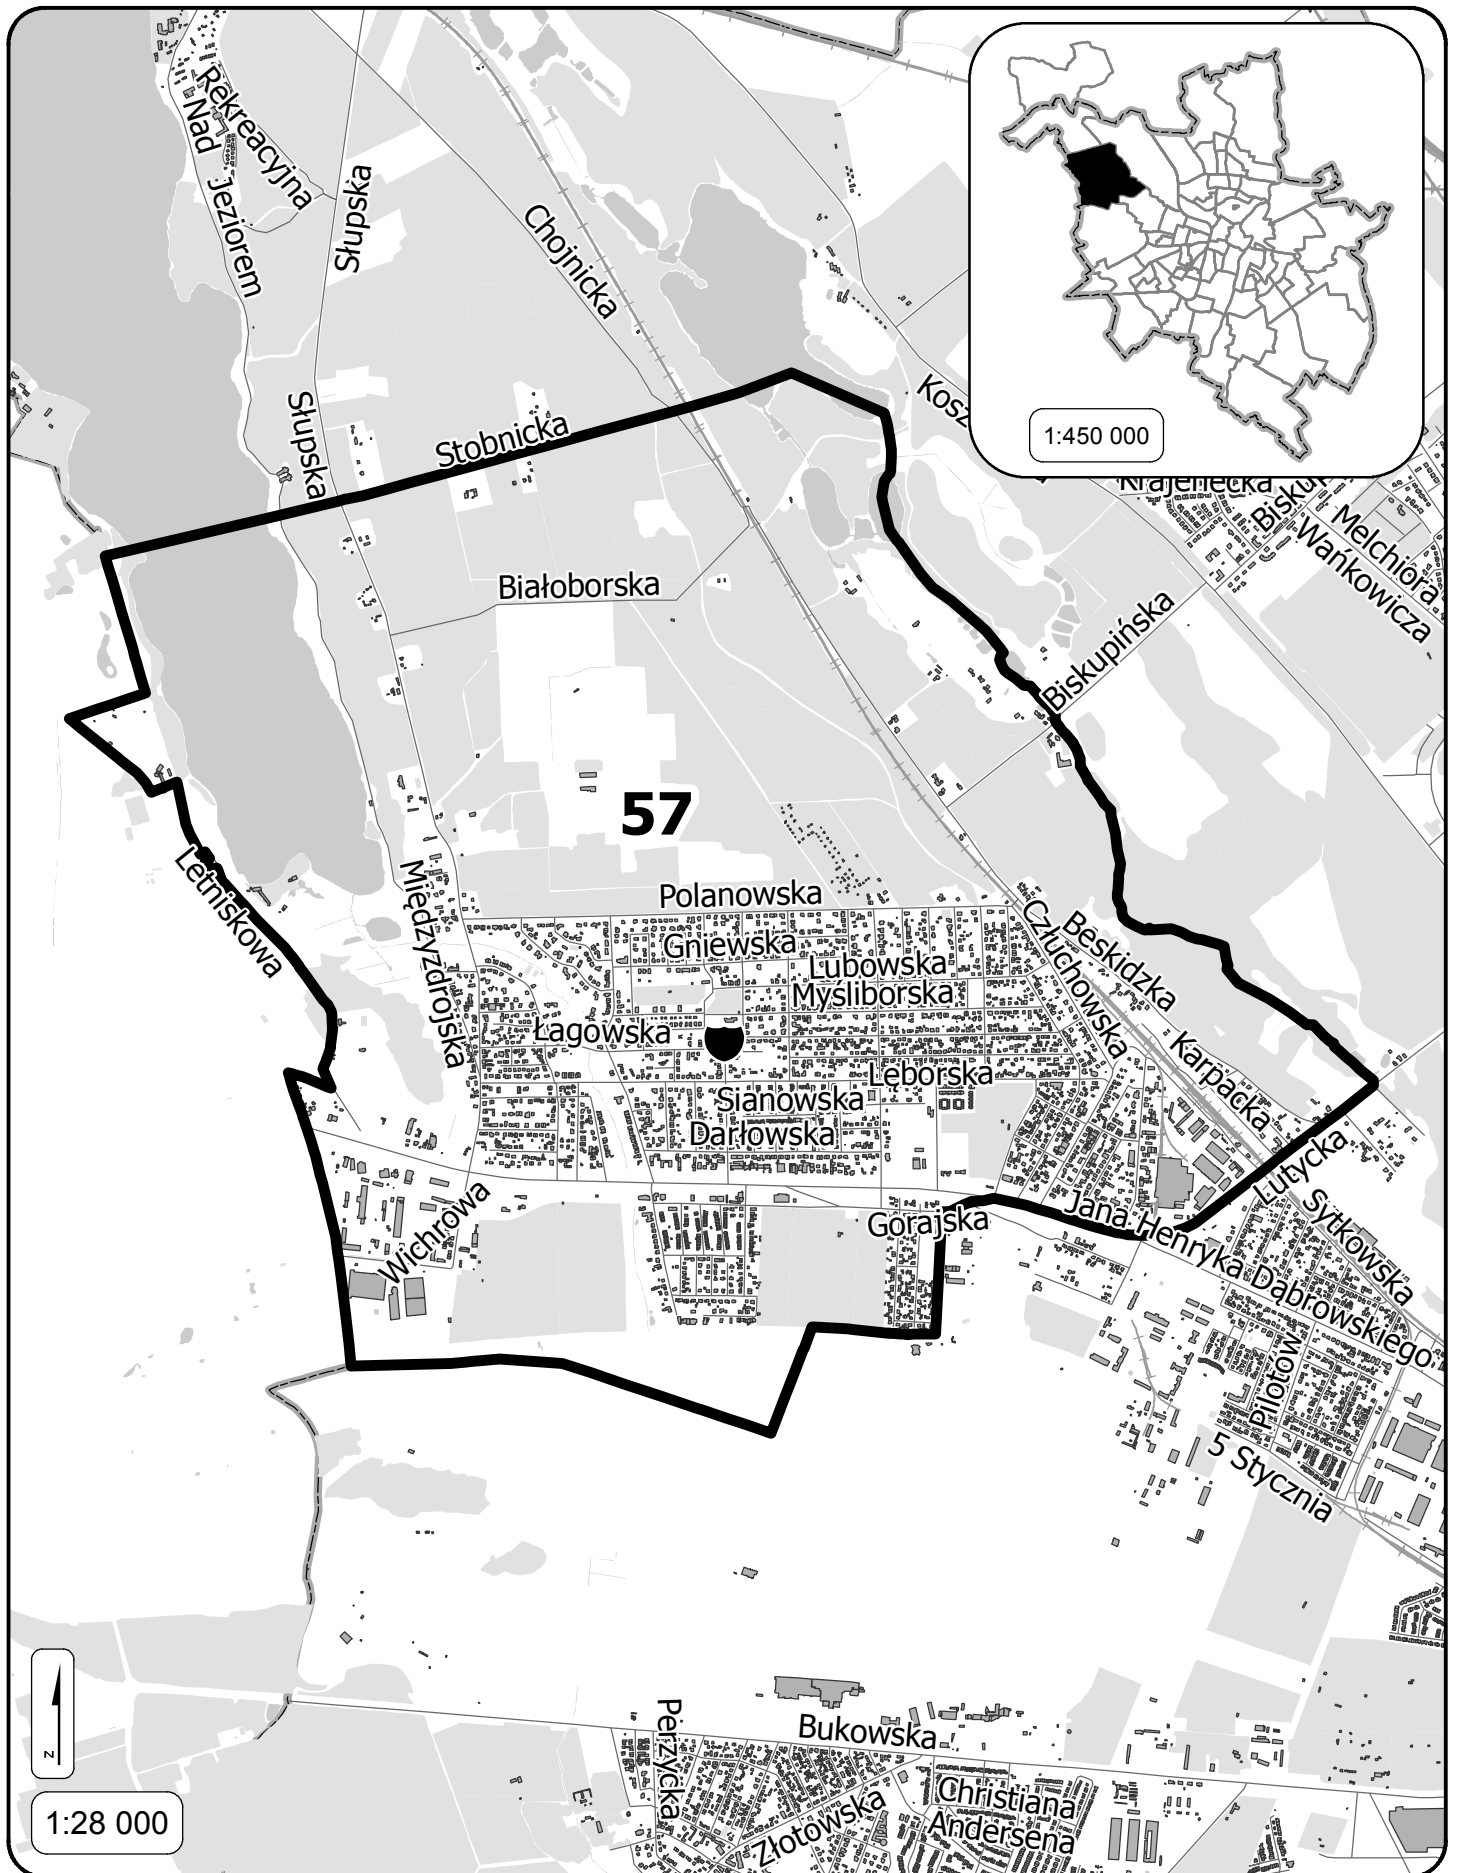 Rekreacyjna
Nad Jeziorem
Słupska
Chojnicka
1:450 000
Kosz
Słupska
Stobnicka
Krajenecka
Biskup
Melchiora
Wańkowicza
Białoborska
Biskupińska
57
Letniskowa
Międzyzdrojska
Polanowska
Gniewska
Lubowska
Myśliborska
Człuchowska
Beskidzka
Łagowska
Lęborska
Karpacka
Sianowska
Darłowska
Lutycka
Wichrowa
Gorajska
Jana Henryka Dąbrowskiego
Sytkowska
Pilotów
5 Stycznia
N
1:28 000
Perzycka
Bukowska
Złotowska
Christiana
Andersena